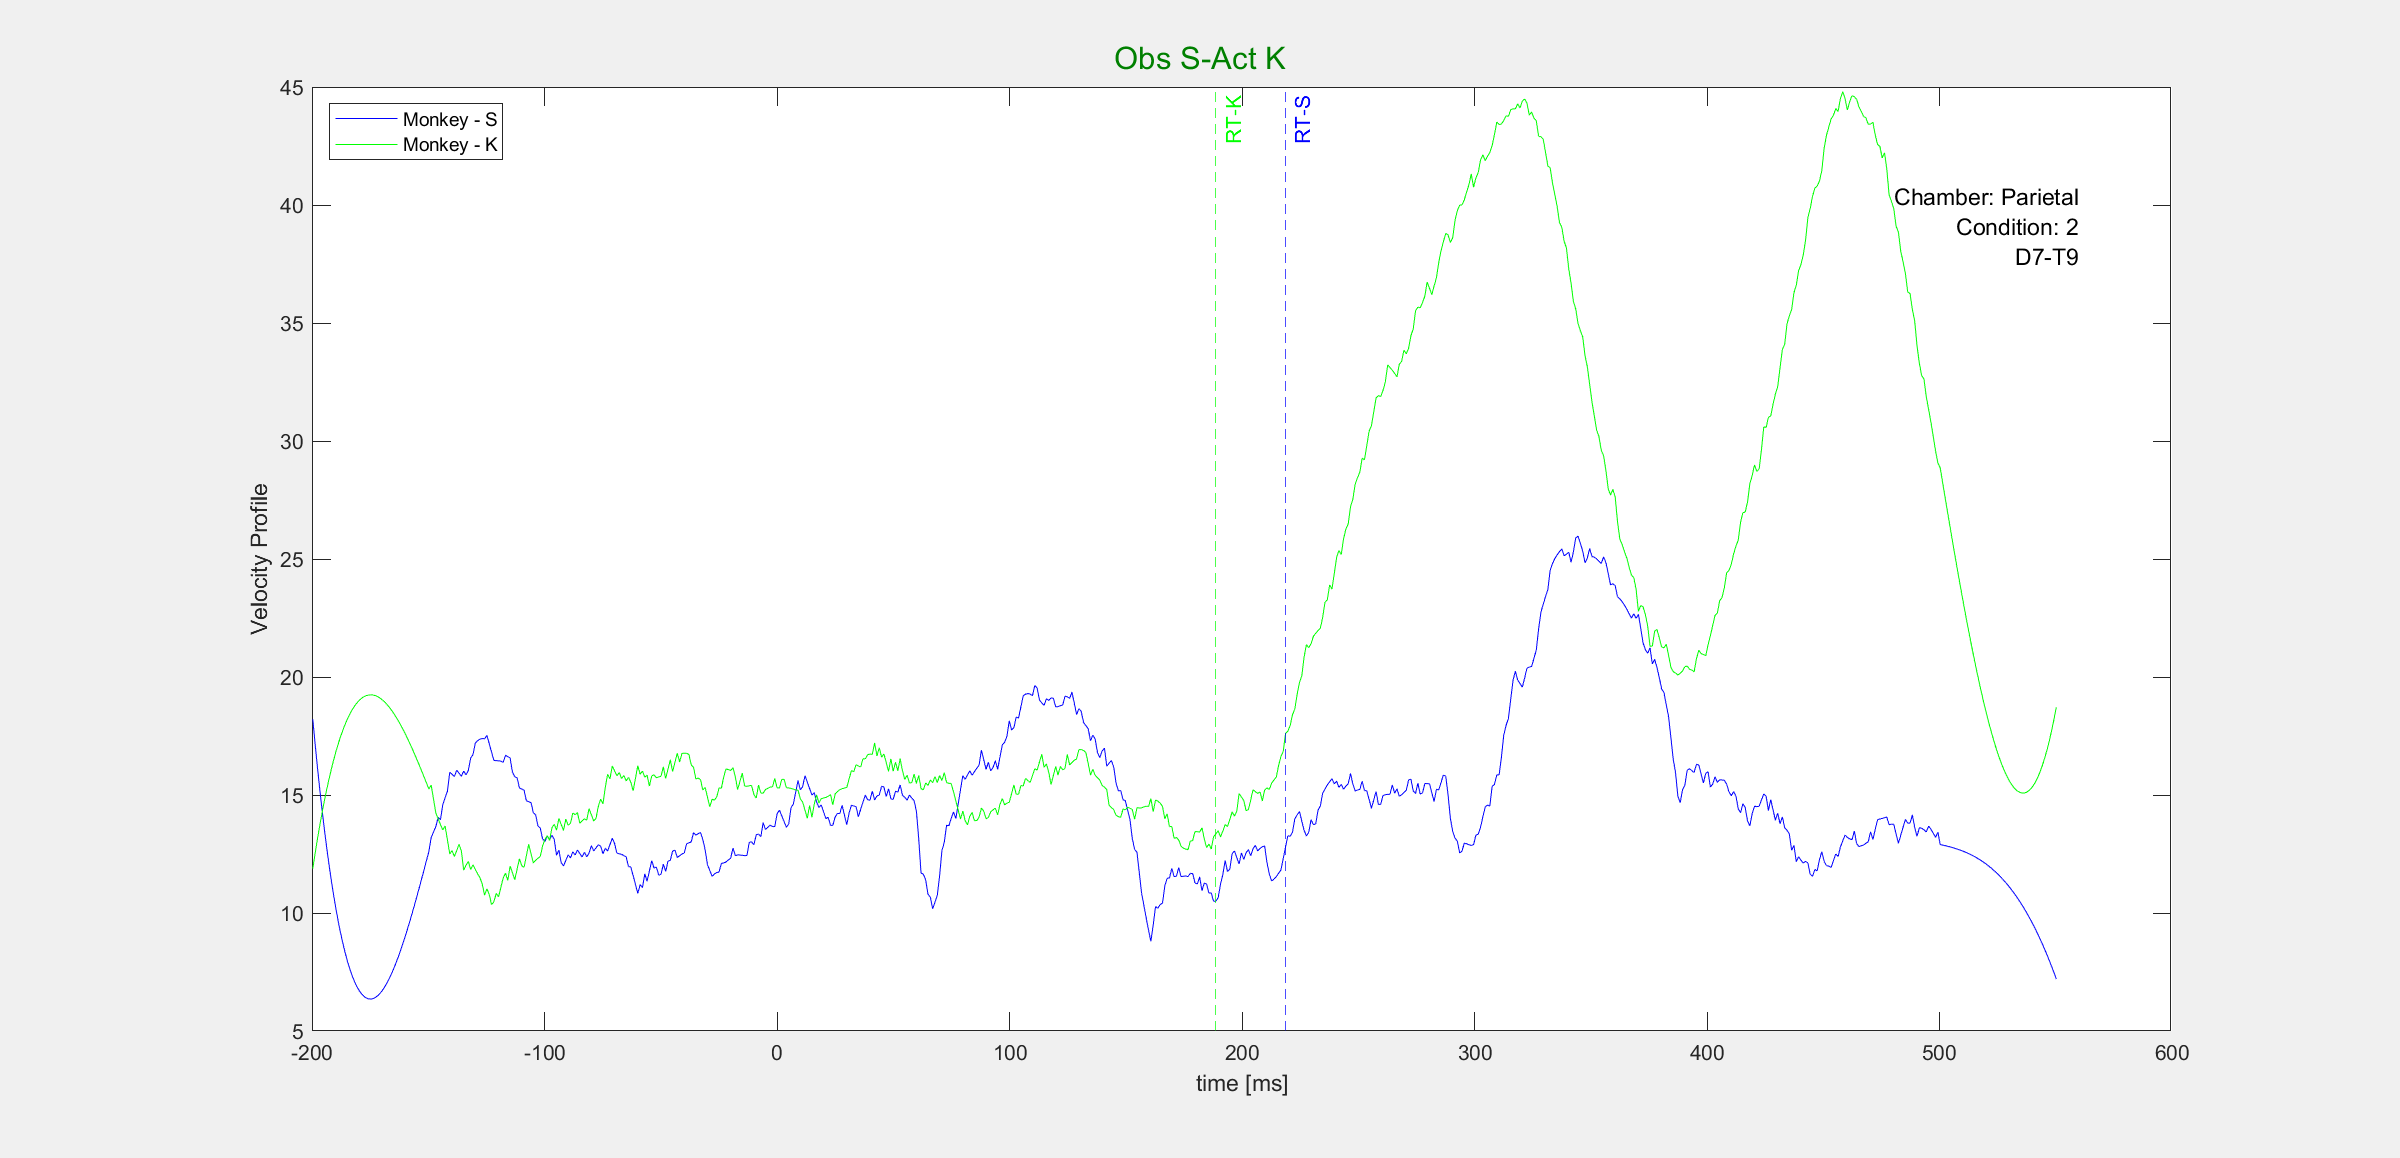 Obs S-Act K
Monkey - S
Monkey - K
RT-K
RT-S
Chamber: Parietal
Condition: 2
D7-T9
Velocity Profile
45
40
35
30
25
20
15
10
5
-200 -100 0 100 200 300 400 500 600
time [ms]